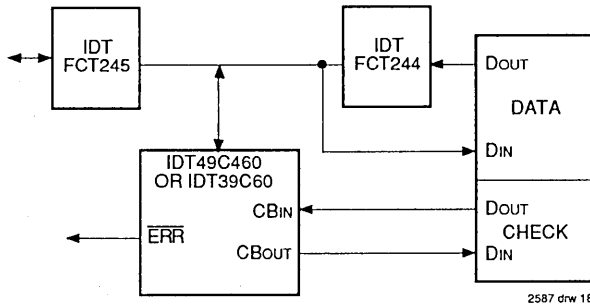 IDT
FCT245
IDT
FCT244
DOUT
DATA
DIN
IDT49C460
OR IDT39C60
CBIN
ERR
CBOUT
DOUT
CHECK
DIN
2587 drw 18